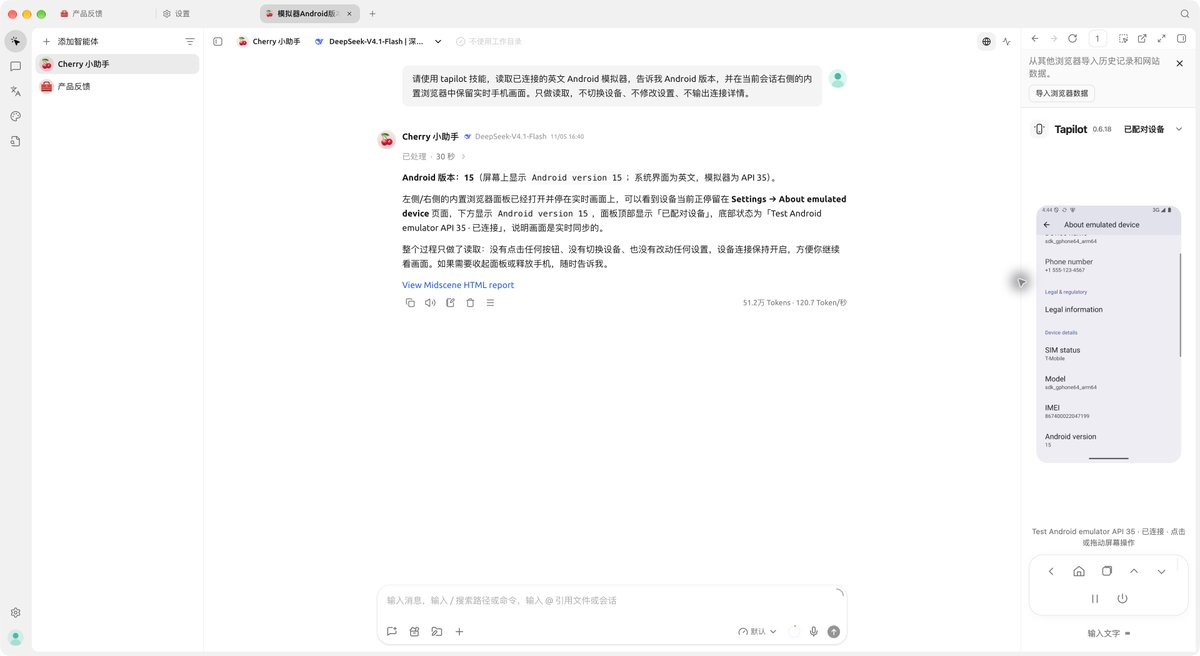 产品反馈
设置
模拟器Android版本
1
添加智能体
Cherry 小助手
产品反馈
Cherry 小助手
DeepSeek-V4.1-Flash | 深...
不使用工作目录
请使用 tapilot 技能，读取已连接的英文 Android 模拟器，告诉我 Android 版本，并在当前会话右侧的内
置浏览器中保留实时手机画面。只做读取，不切换设备、不修改设置、不输出连接详情。
Cherry 小助手 DeepSeek-V4.1-Flash 11/05 16:40
已处理 · 30 秒
Android 版本：15（屏幕上显示 Android version 15 ；系统界面为英文，模拟器为 API 35）。
左侧/右侧的内置浏览器面板已经打开并停在实时画面上，可以看到设备当前正停留在 Settings → About emulated
device 页面，下方显示 Android version 15 ，面板顶部显示「已配对设备」，底部状态为「Test Android
emulator API 35 · 已连接」，说明画面是实时同步的。
整个过程只做了读取：没有点击任何按钮、没有切换设备、也没有改动任何设置，设备连接保持开启，方便你继续
看画面。如果需要收起面板或释放手机，随时告诉我。
View Midscene HTML report
51.2万 Tokens · 120.7 Token/秒
输入消息，输入 / 搜索路径或命令，输入 @ 引用文件或会话
默认
从其他浏览器导入历史记录和网站
数据。
导入浏览器数据
Tapilot 0.6.18 已配对设备
4:44 3G
About emulated device
sdk_gphone64_arm64
Phone number
+1 555-123-4567
Legal & regulatory
Legal information
Device details
SIM status
T-Mobile
Model
sdk_gphone64_arm64
IMEI
867400022047199
Android version
15
Test Android emulator API 35 · 已连接 · 点击
或拖动屏幕操作
输入文字